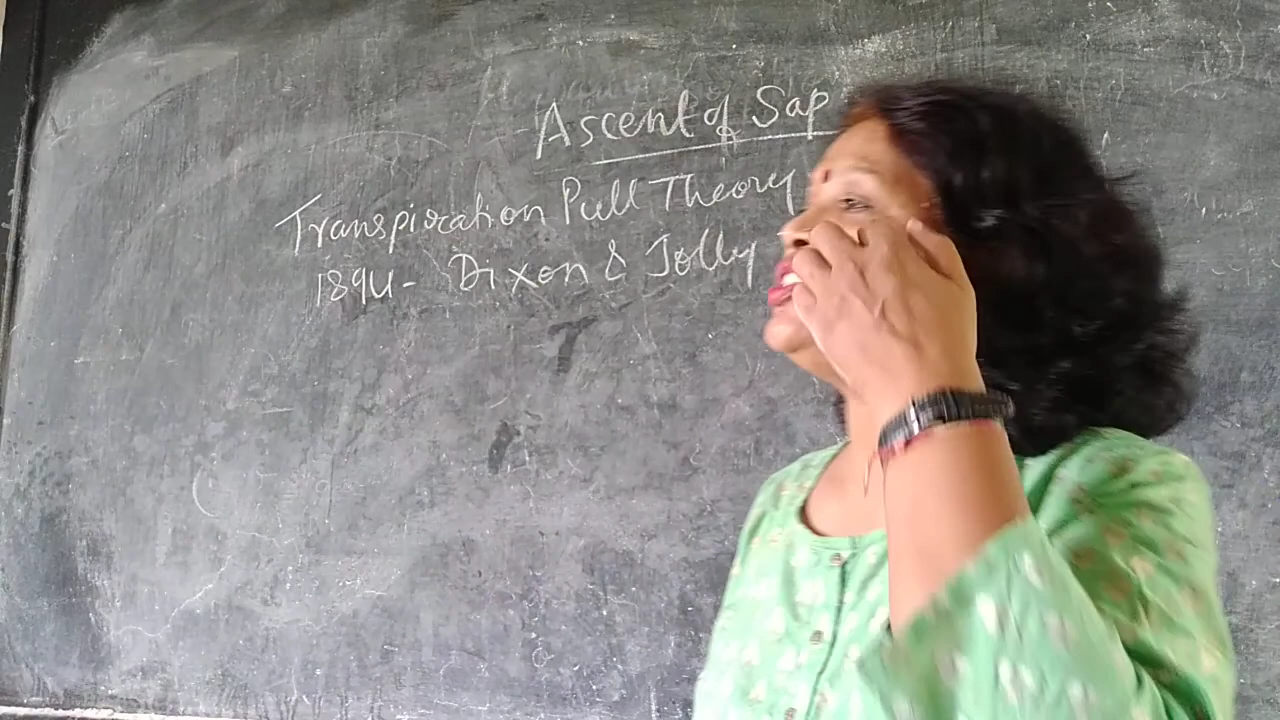 Ascent of Sap
Transpiration Pull Theory
1894- Dixon & Jolly